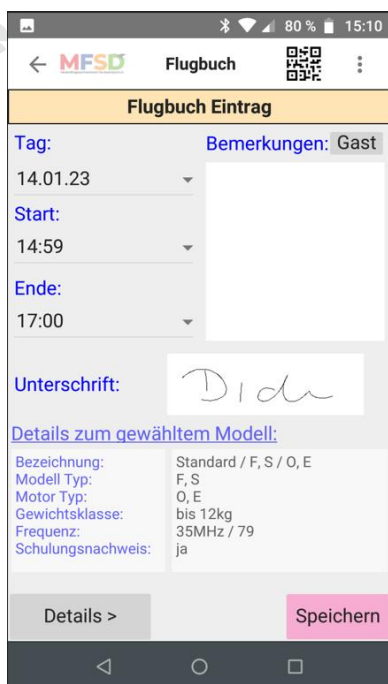 80 % 15:10
MFSD Flugbuch
Flugbuch Eintrag
Tag: Bemerkungen: Gast
14.01.23
Start:
14:59
Ende:
17:00
Unterschrift:
Details zum gewähltem Modell:
Bezeichnung: Standard / F, S / O, E
Modell Typ: F, S
Motor Typ: O, E
Gewichtsklasse: bis 12kg
Frequenz: 35MHz / 79
Schulungsnachweis: ja
Details > Speichern